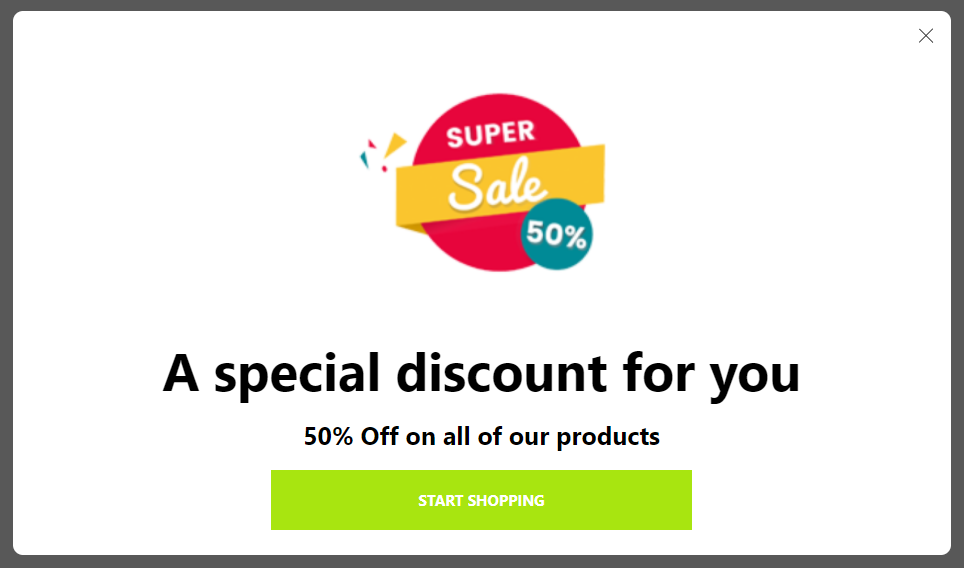 SUPER
Sale
50%
A special discount for you
50% Off on all of our products
START SHOPPING